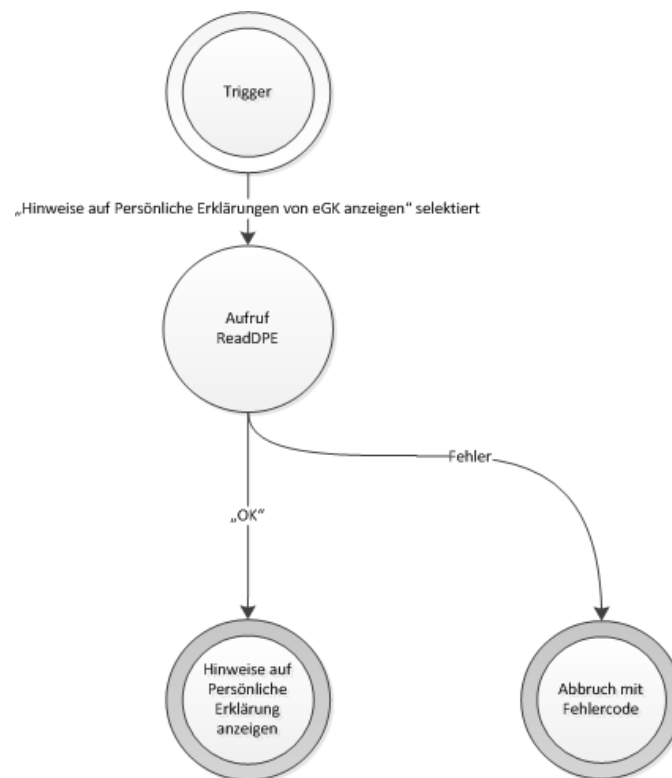 Trigger
„Hinweise auf Persönliche Erklärungen von eGK anzeigen“ selektiert
Aufruf
ReadDPE
Fehler
„OK“
Hinweise auf
Persönliche
Erklärung
anzeigen
Abbruch mit
Fehlercode